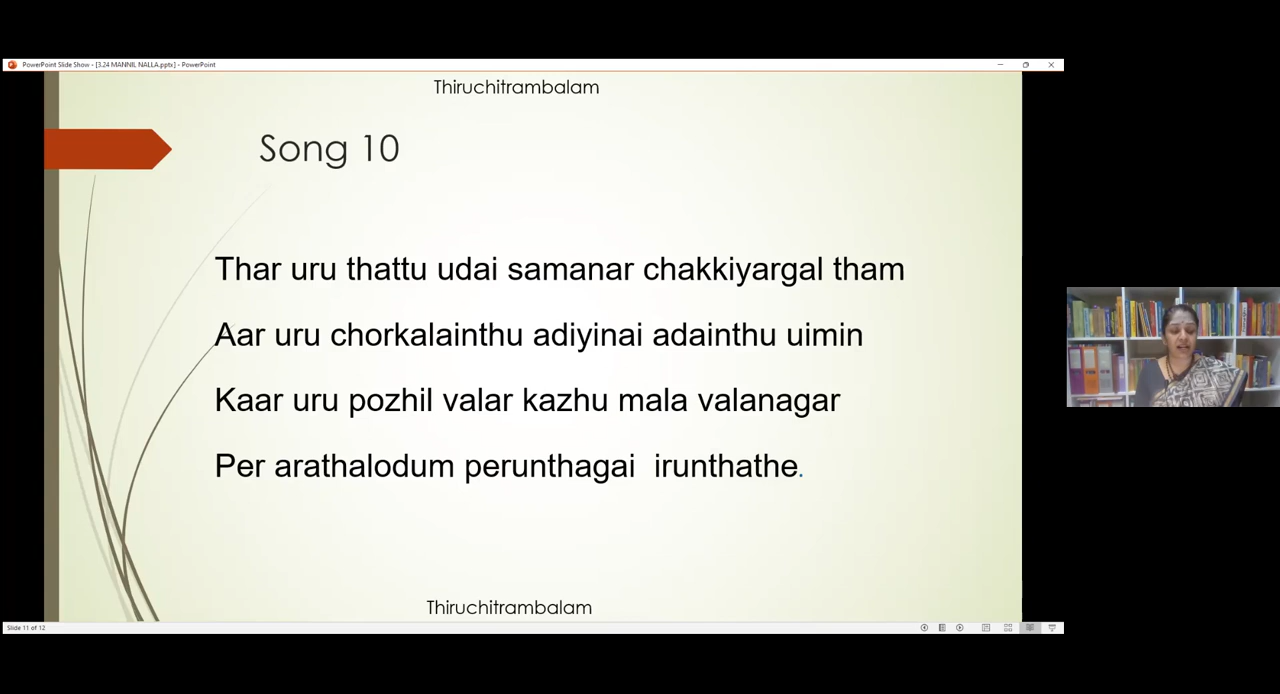 PowerPoint Slide Show - [3.24 MANNIL NALLA.pptx] - PowerPoint
Thiruchitrambalam
Song 10
Thar uru thattu udai samanar chakkiyargal tham
Aar uru chorkalainthu adiyinai adainthu uimin
Kaar uru pozhil valar kazhu mala valanagar
Per arathalodum perunthagai irunthathe.
Thiruchitrambalam
Slide 11 of 12